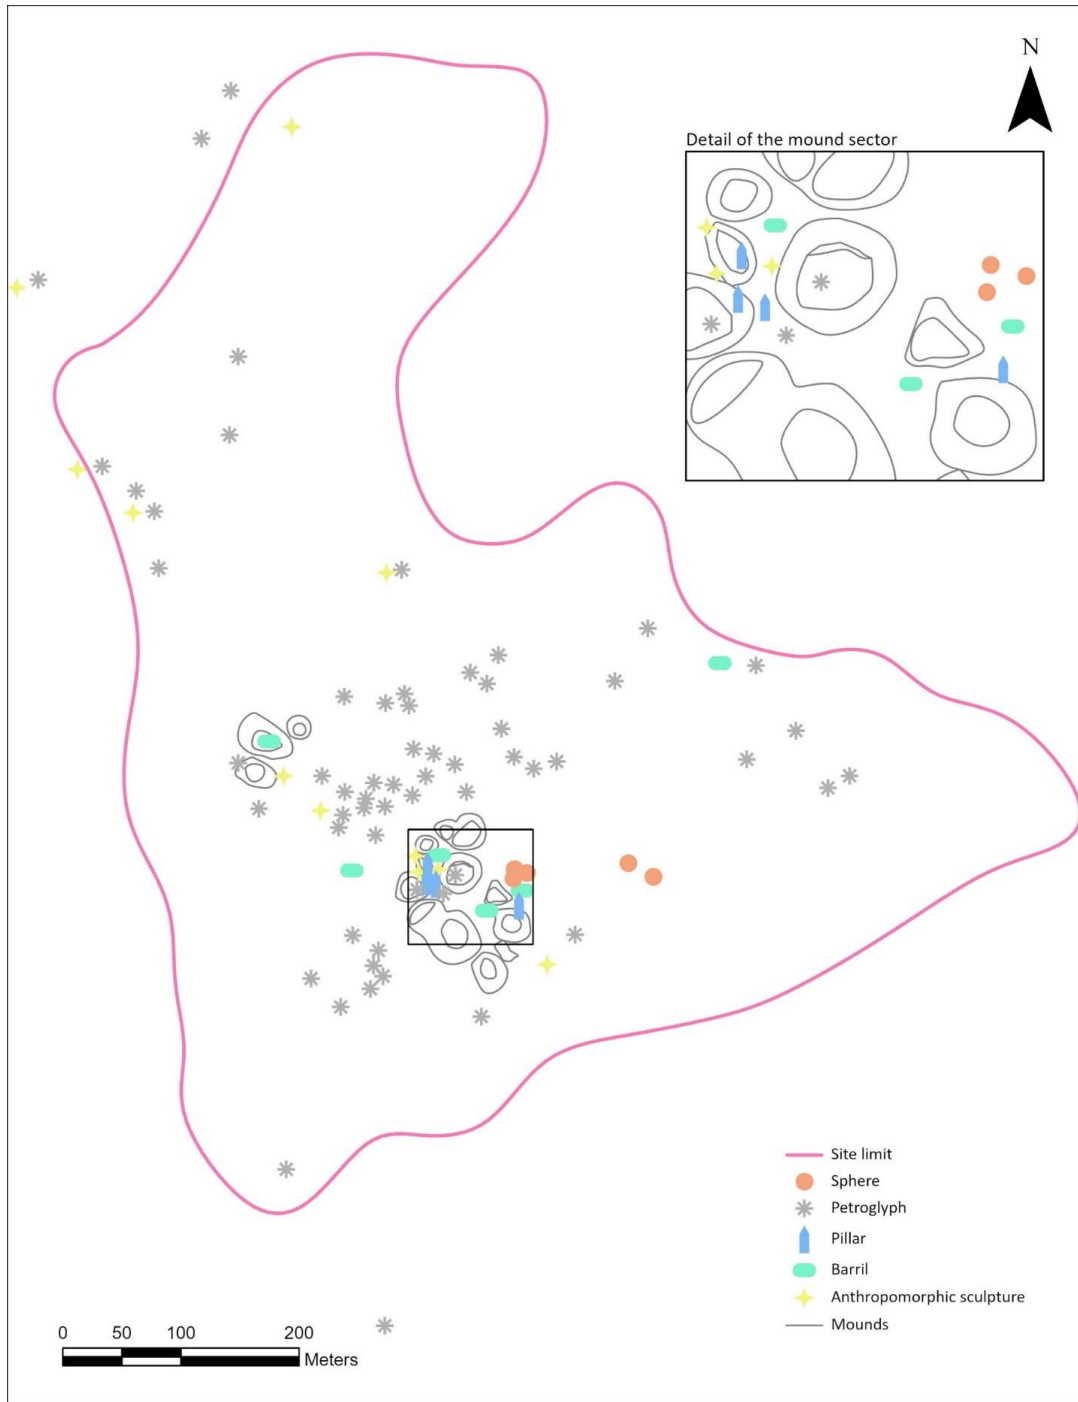 N
Detail of the mound sector
Site limit
Sphere
Petroglyph
Pillar
Barril
Anthropomorphic sculpture
Mounds
0 50 100 200
Meters